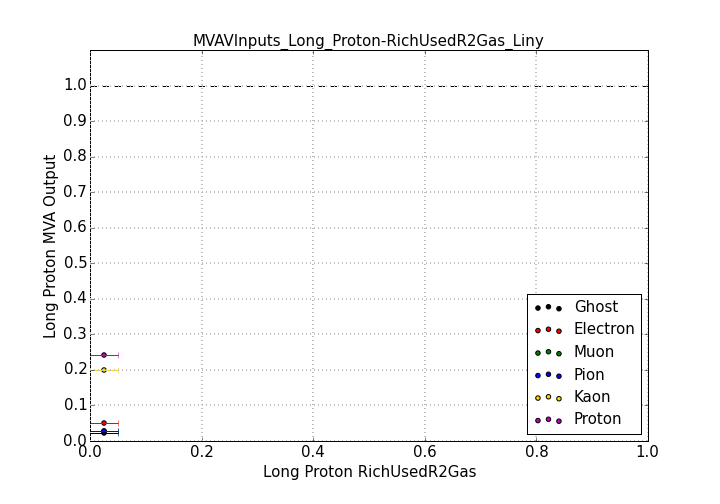 MVAVInputs_Long_Proton-RichUsedR2Gas_Liny
1.0
0.9
0.8
0.7
0.6
0.5
0.4
0.3
0.2
0.1
0.0
Long Proton MVA Output
Ghost
Electron
Muon
Pion
Kaon
Proton
0.0 0.2 0.4 0.6 0.8 1.0
Long Proton RichUsedR2Gas